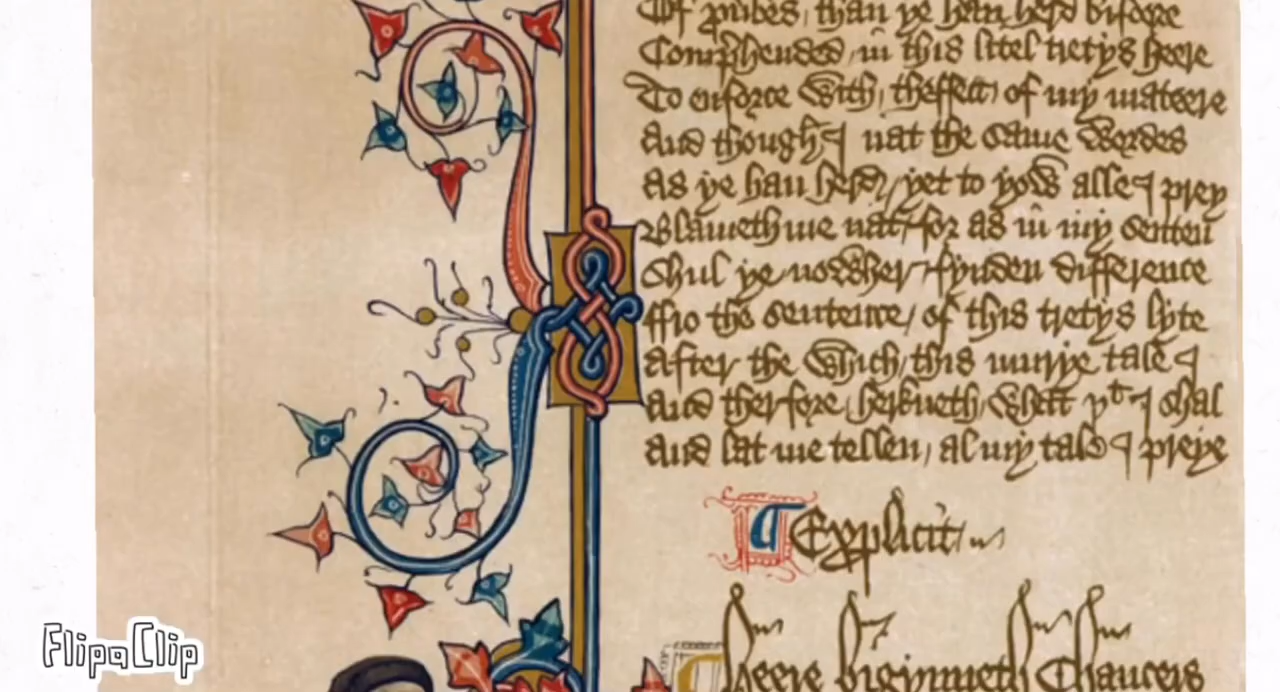 Of prūbes, than ye han herd bifoore
Comprehended, in this litel tretys heere
To enforce with, theffect, of my mateere
And though I nat the same wordes
As ye han herd, yet to yow alle I prey
Blameth me nat, for as in my senten
Shul ye nowher fynden difference
ffro the sentence, of this tretys lyte
After the which, this murye tale I
And therfore herkneth, what yt I shal
And lat me tellen, al my tale I preye
Explicit
Heere bigynneth Chaucers
FlipaClip